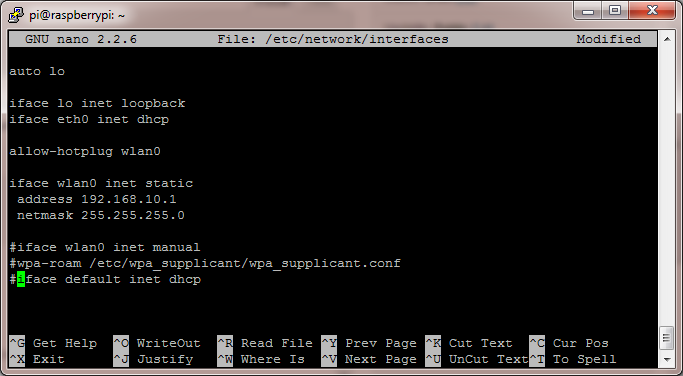 pi@raspberrypi: ~
GNU nano 2.2.6 File: /etc/network/interfaces Modified
auto lo
iface lo inet loopback
iface eth0 inet dhcp
allow-hotplug wlan0
iface wlan0 inet static
address 192.168.10.1
netmask 255.255.255.0
#iface wlan0 inet manual
#wpa-roam /etc/wpa_supplicant/wpa_supplicant.conf
#iface default inet dhcp
^G Get Help ^O WriteOut ^R Read File ^Y Prev Page ^K Cut Text ^C Cur Pos
^X Exit ^J Justify ^W Where Is ^V Next Page ^U UnCut Text ^T To Spell